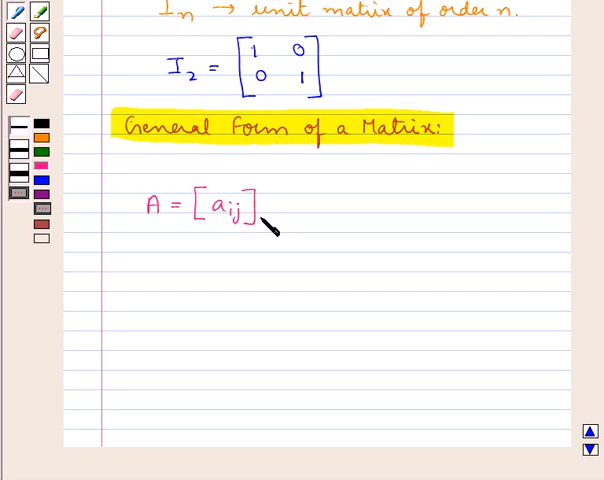 In → unit matrix of order n.
I2 = [1 0
0 1]
General Form of a Matrix:
A = [aij]